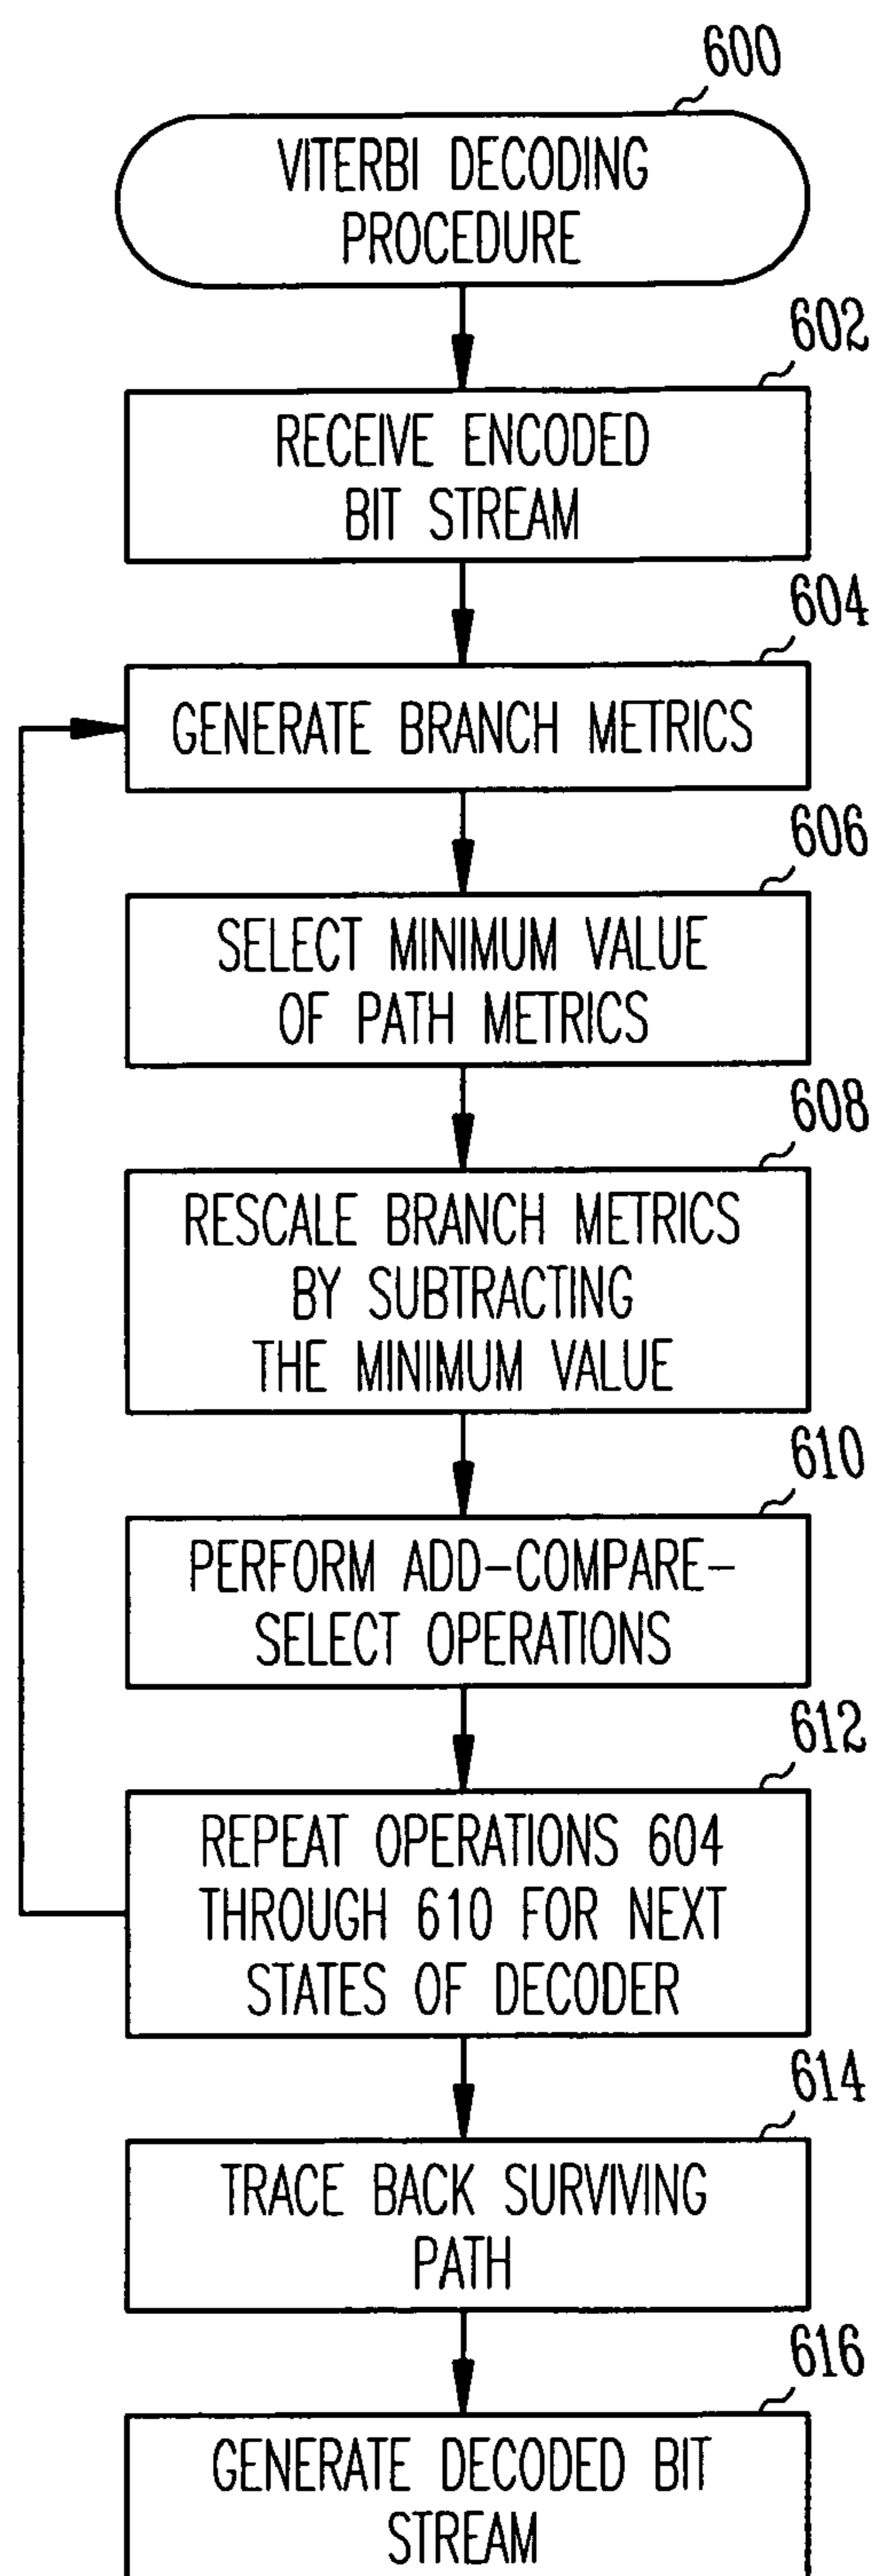 600
VITERBI DECODING
PROCEDURE
602
RECEIVE ENCODED
BIT STREAM
604
GENERATE BRANCH METRICS
606
SELECT MINIMUM VALUE
OF PATH METRICS
608
RESCALE BRANCH METRICS
BY SUBTRACTING
THE MINIMUM VALUE
610
PERFORM ADD-COMPARE-
SELECT OPERATIONS
612
REPEAT OPERATIONS 604
THROUGH 610 FOR NEXT
STATES OF DECODER
614
TRACE BACK SURVIVING
PATH
616
GENERATE DECODED BIT
STREAM